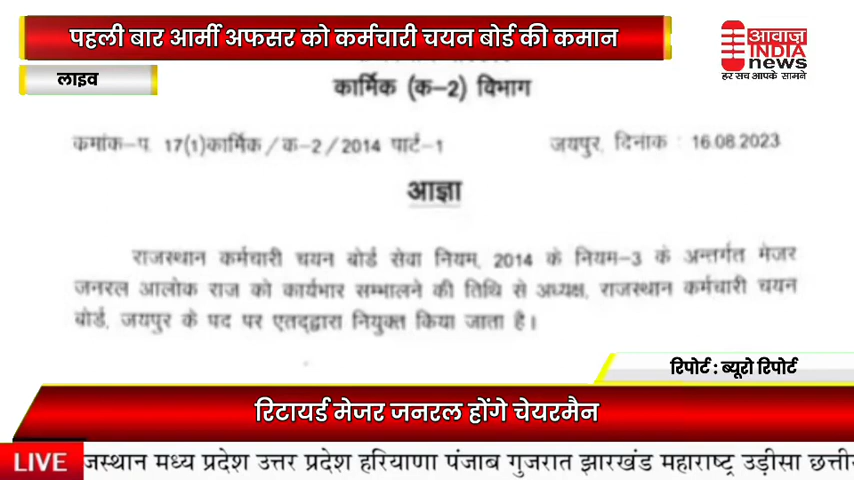 पहली बार आर्मी अफसर को कर्मचारी चयन बोर्ड की कमान
आवाज़
INDIA
news
हर सच आपके सामने
लाइव
कार्मिक (क-2) विभाग
कमांक-प. 17(1)कार्मिक/क-2/2014 पार्ट-1 जयपुर, दिनांक : 16.08.2023
आज्ञा
राजस्थान कर्मचारी चयन बोर्ड सेवा नियम, 2014 के नियम-3 के अन्तर्गत मेजर
जनरल आलोक राज को कार्यभार सम्भालने की तिथि से अध्यक्ष, राजस्थान कर्मचारी चयन
बोर्ड, जयपुर के पद पर एतद्द्वारा नियुक्त किया जाता है।
रिपोर्ट : ब्यूरो रिपोर्ट
रिटायर्ड मेजर जनरल होंगे चेयरमैन
LIVE जस्थान मध्य प्रदेश उत्तर प्रदेश हरियाणा पंजाब गुजरात झारखंड महाराष्ट्र उड़ीसा छत्ती